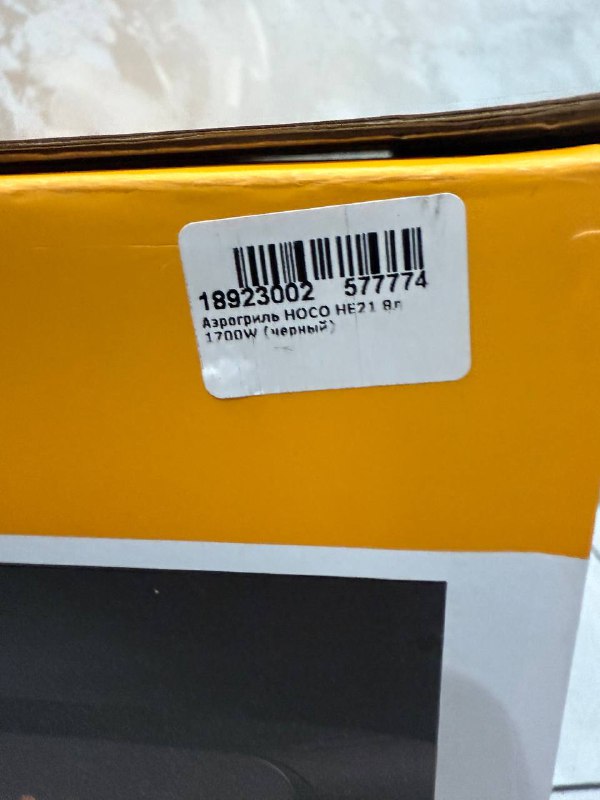 18923002 577774
Аэрогриль HOCO HE21 8л
1700W (черный)